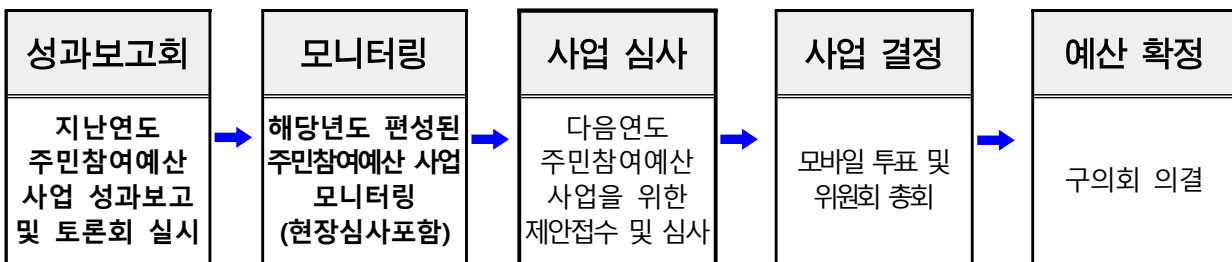 성과보고회
지난연도
주민참여예산
사업 성과보고
및 토론회 실시
모니터링
해당년도 편성된
주민참여예산 사업
모니터링
(현장심사포함)
사업 심사
다음연도
주민참여예산
사업을 위한
제안접수 및 심사
사업 결정
모바일 투표 및
위원회 총회
예산 확정
구의회 의결